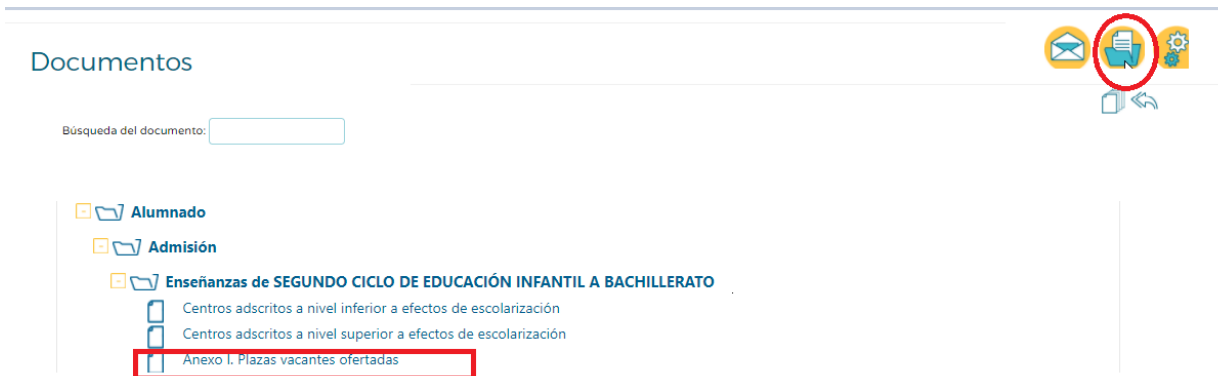 Documentos
Búsqueda del documento:
Alumnado
Admisión
Enseñanzas de SEGUNDO CICLO DE EDUCACIÓN INFANTIL A BACHILLERATO
Centros adscritos a nivel inferior a efectos de escolarización
Centros adscritos a nivel superior a efectos de escolarización
Anexo I. Plazas vacantes ofertadas